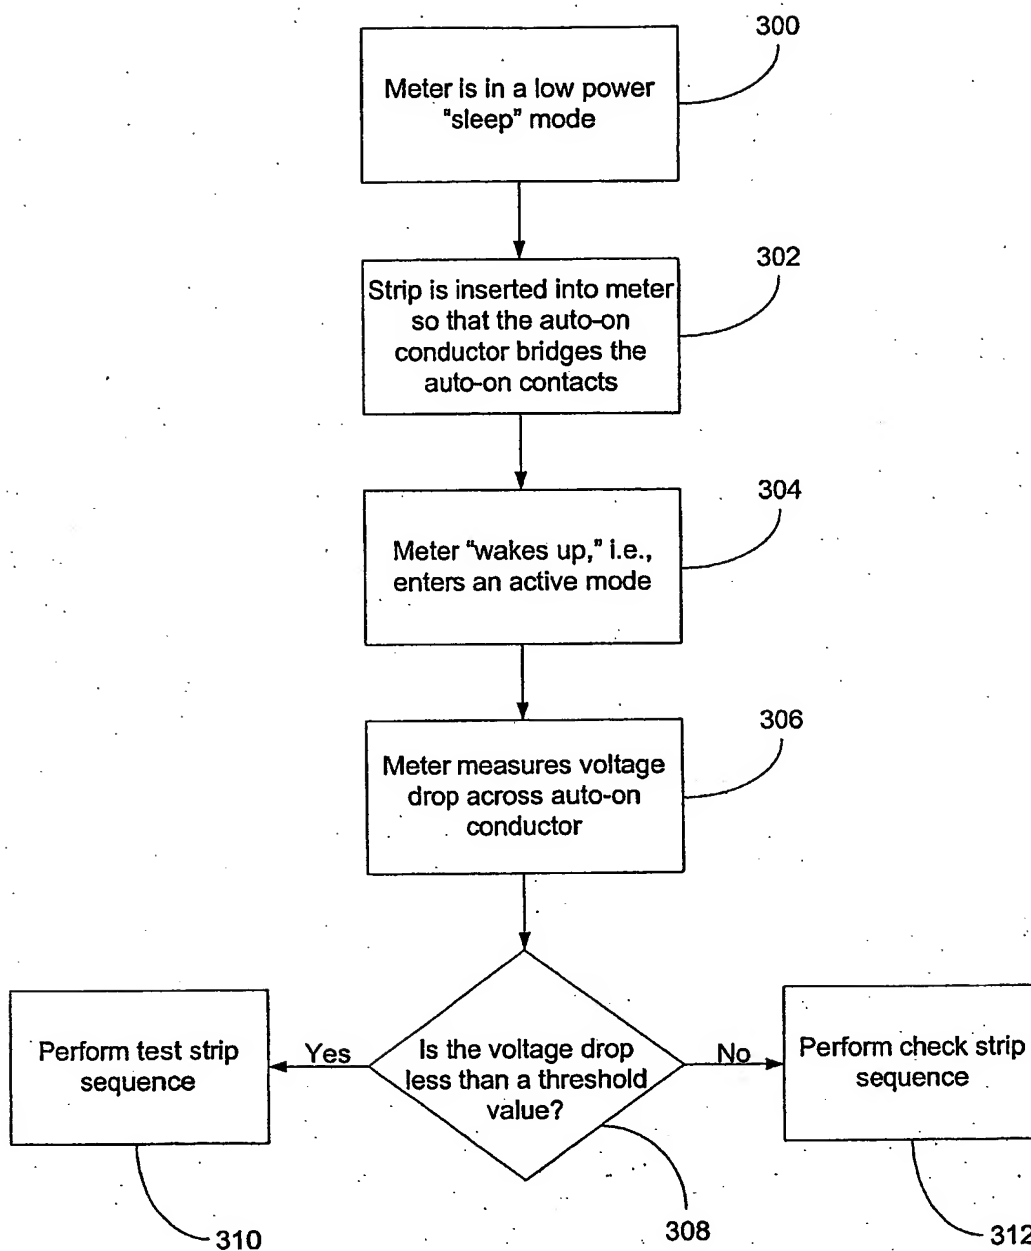 300
Meter is in a low power
"sleep" mode
302
Strip is inserted into meter
so that the auto-on
conductor bridges the
auto-on contacts
304
Meter "wakes up," i.e.,
enters an active mode
306
Meter measures voltage
drop across auto-on
conductor
Perform test strip
sequence
Yes
Is the voltage drop
less than a threshold
value?
No
Perform check strip
sequence
310
308
312